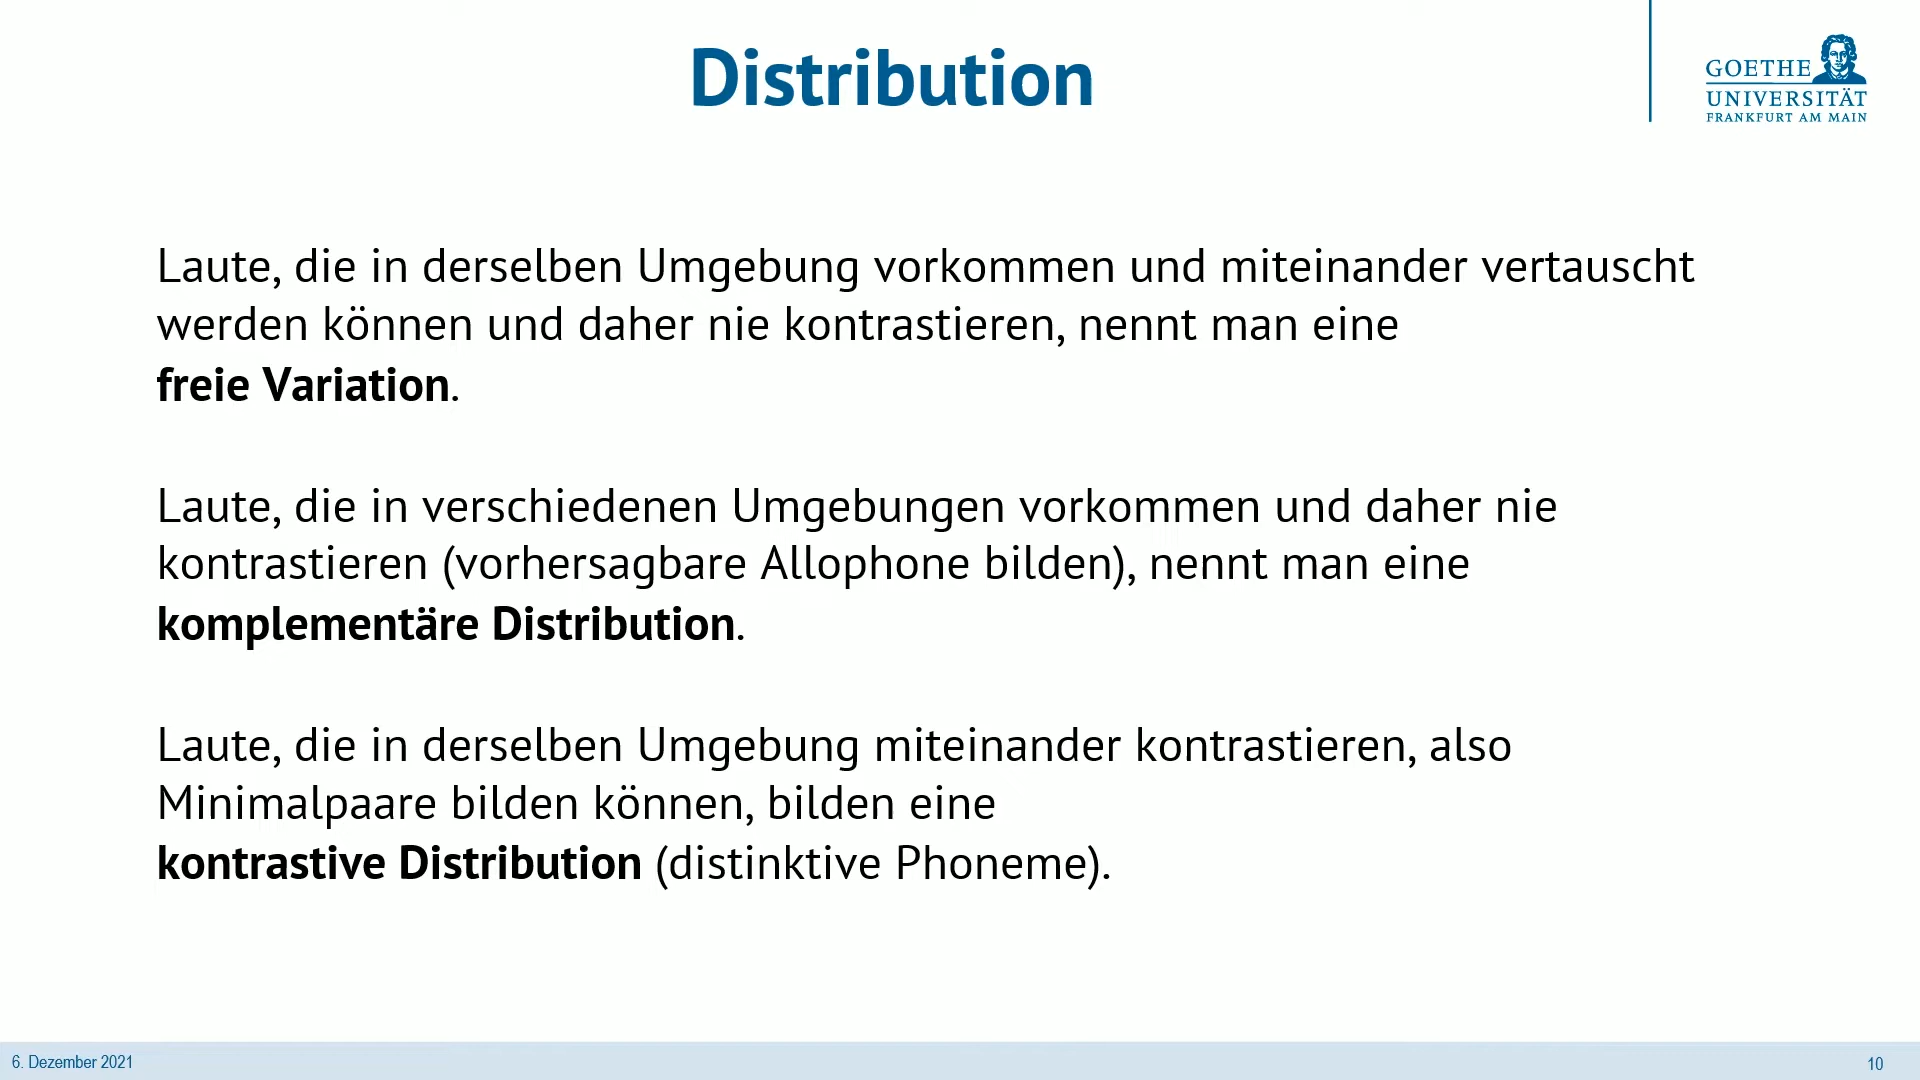 Distribution
GOETHE
UNIVERSITÄT
FRANKFURT AM MAIN
Laute, die in derselben Umgebung vorkommen und miteinander vertauscht
werden können und daher nie kontrastieren, nennt man eine
freie Variation.
Laute, die in verschiedenen Umgebungen vorkommen und daher nie
kontrastieren (vorhersagbare Allophone bilden), nennt man eine
komplementäre Distribution.
Laute, die in derselben Umgebung miteinander kontrastieren, also
Minimalpaare bilden können, bilden eine
kontrastive Distribution (distinktive Phoneme).
6. Dezember 2021
10